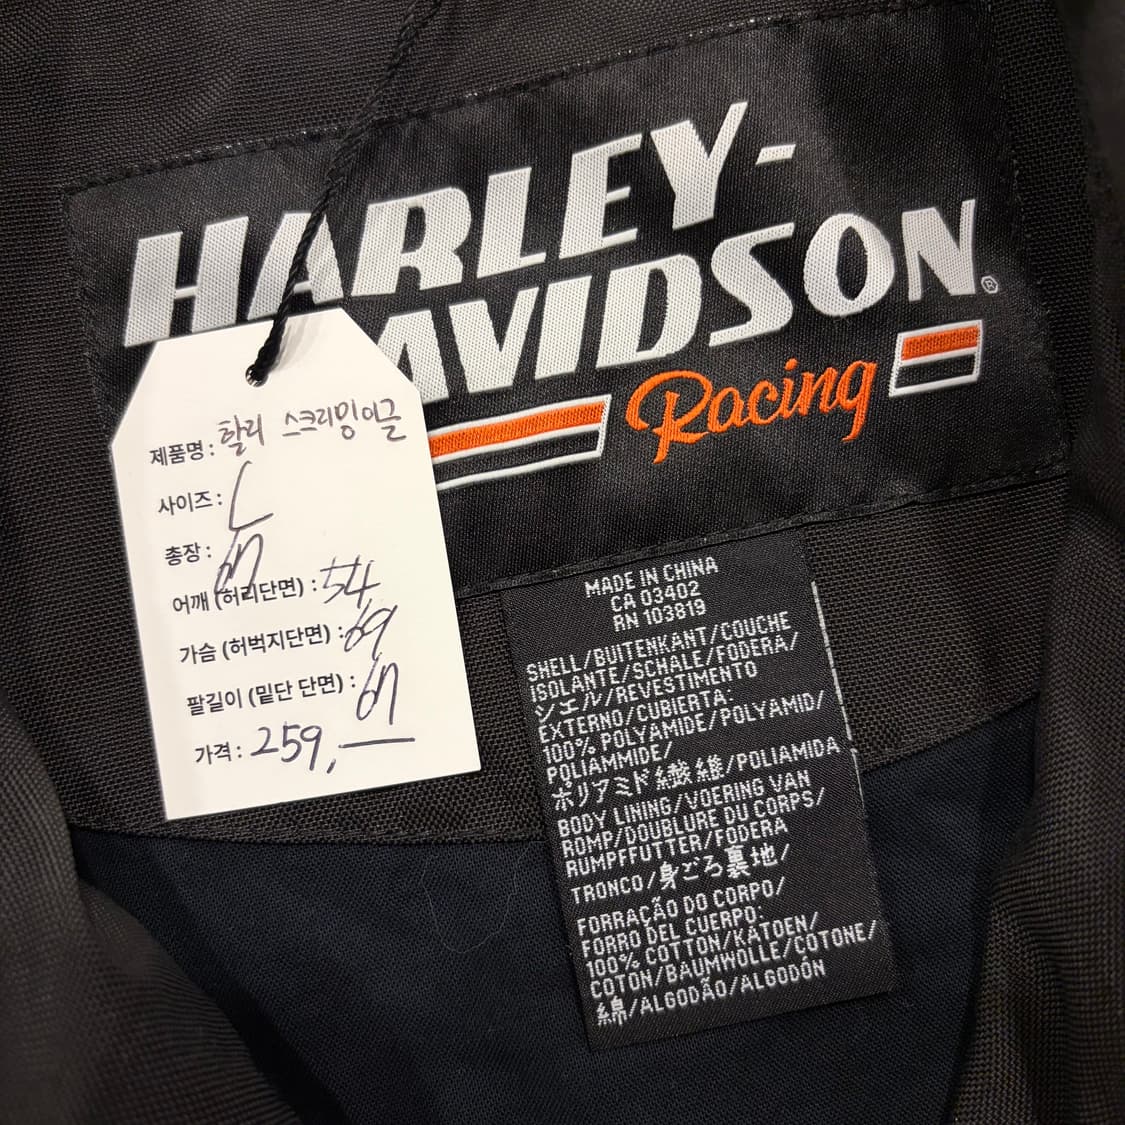 HARLEY-
DAVIDSON®
Racing
제품명: 할리 스크리밍이글
사이즈: L
총장: 67
어깨 (허리단면): 54
가슴 (허벅지단면): 69
팔길이 (밑단 단면): 67
가격: 259,—
MADE IN CHINA
CA 03402
RN 103819
SHELL/BUITENKANT/COUCHE
ISOLANTE/SCHALE/FODERA/
シェル/REVESTIMENTO
EXTERNO/CUBIERTA:
100% POLYAMIDE/POLYAMID/
POLIAMMIDE/
ポリアミド繊維/POLIAMIDA
BODY LINING/VOERING VAN
ROMP/DOUBLURE DU CORPS/
RUMPFFUTTER/FODERA
TRONCO/身ごろ裏地/
FORRAÇÃO DO CORPO/
FORRO DEL CUERPO:
100% COTTON/KATOEN/
COTON/BAUMWOLLE/COTONE/
綿/ALGODÃO/ALGODÓN